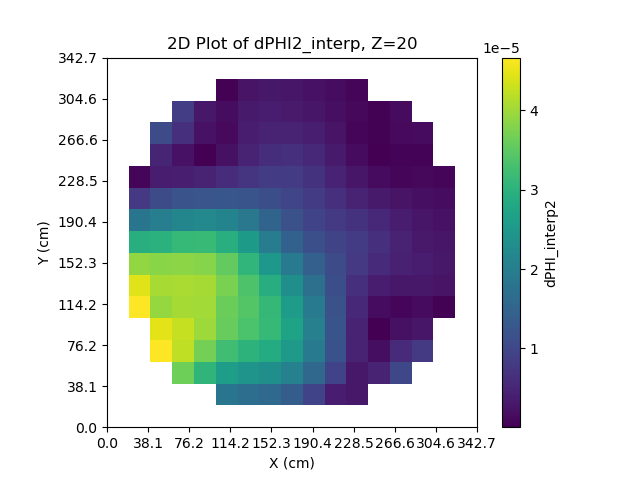 2D Plot of dPHI2_interp, Z=20
1e−5
342.7
304.6
266.6
228.5
190.4
152.3
114.2
76.2
38.1
0.0
Y (cm)
0.0 38.1 76.2 114.2 152.3 190.4 228.5 266.6 304.6 342.7
X (cm)
4
3
2
1
dPHI_interp2